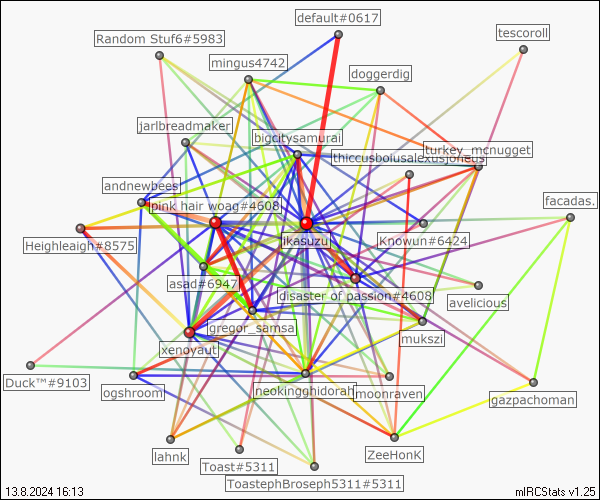 default#0617
tescoroll
Random Stuf6#5983
mingus4742
doggerdig
jarlbreadmaker
bigcitysamurai
turkey_mcnugget
thiccusbolusalexusjoneus
andnewbees
pink hair woag#4608
facadas.
Heighleigh#8575
ikasuzu
Knowun#6424
asad#6947
disaster of passion#4608
avelicious
gregor_samsa
mukszi
xenoyaut
Duck™#9103
ogshroom
neokingghidorah
moonraven
gazpachoman
lahnk
Toast#5311
ZeeHonK
ToastephBroseph5311#5311
13.8.2024 16:13
mIRCStats v1.25